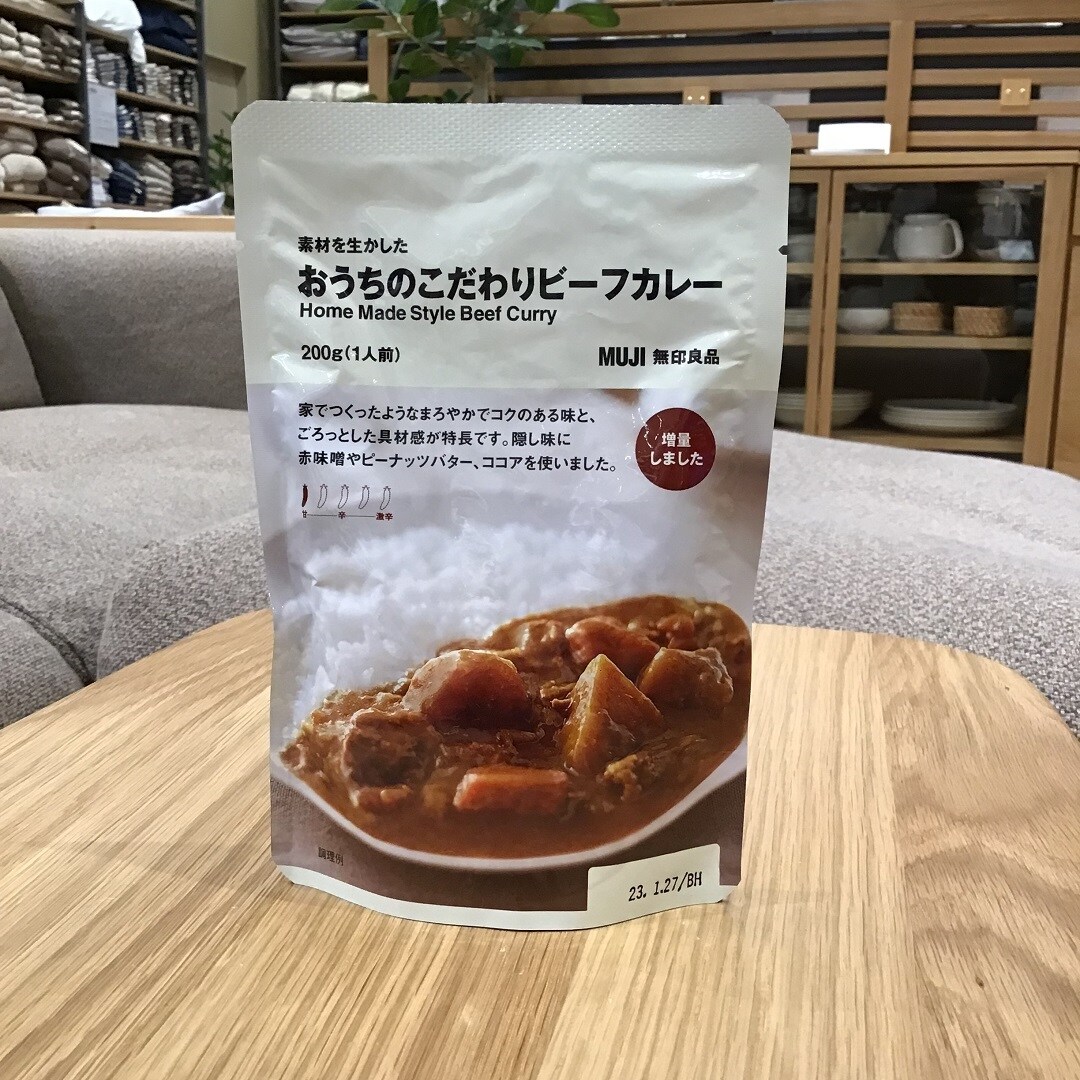 素材を生かした
おうちのこだわりビーフカレー
Home Made Style Beef Curry
200g(1人前)
MUJI 無印良品
家でつくったようなまろやかでコクのある味と、
ごろっとした具材感が特長です。隠し味に
赤味噌やピーナッツバター、ココアを使いました。
増量
しました
甘 辛 激辛
調理例
23. 1.27/BH